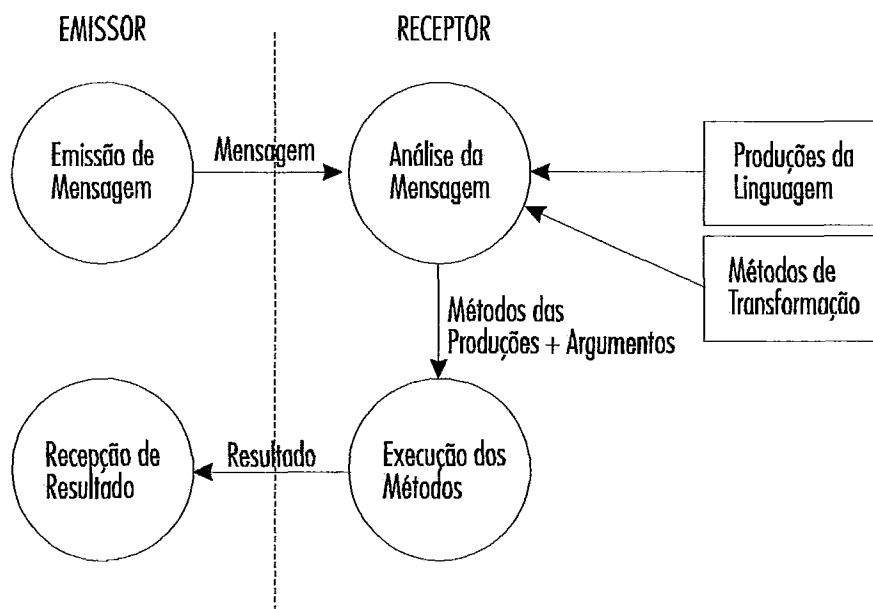 EMISSOR
RECEPTOR
Emissão de
Mensagem
Mensagem
Análise da
Mensagem
Produções da
Linguagem
Métodos de
Transformação
Métodos das
Produções + Argumentos
Recepção de
Resultado
Resultado
Execução dos
Métodos